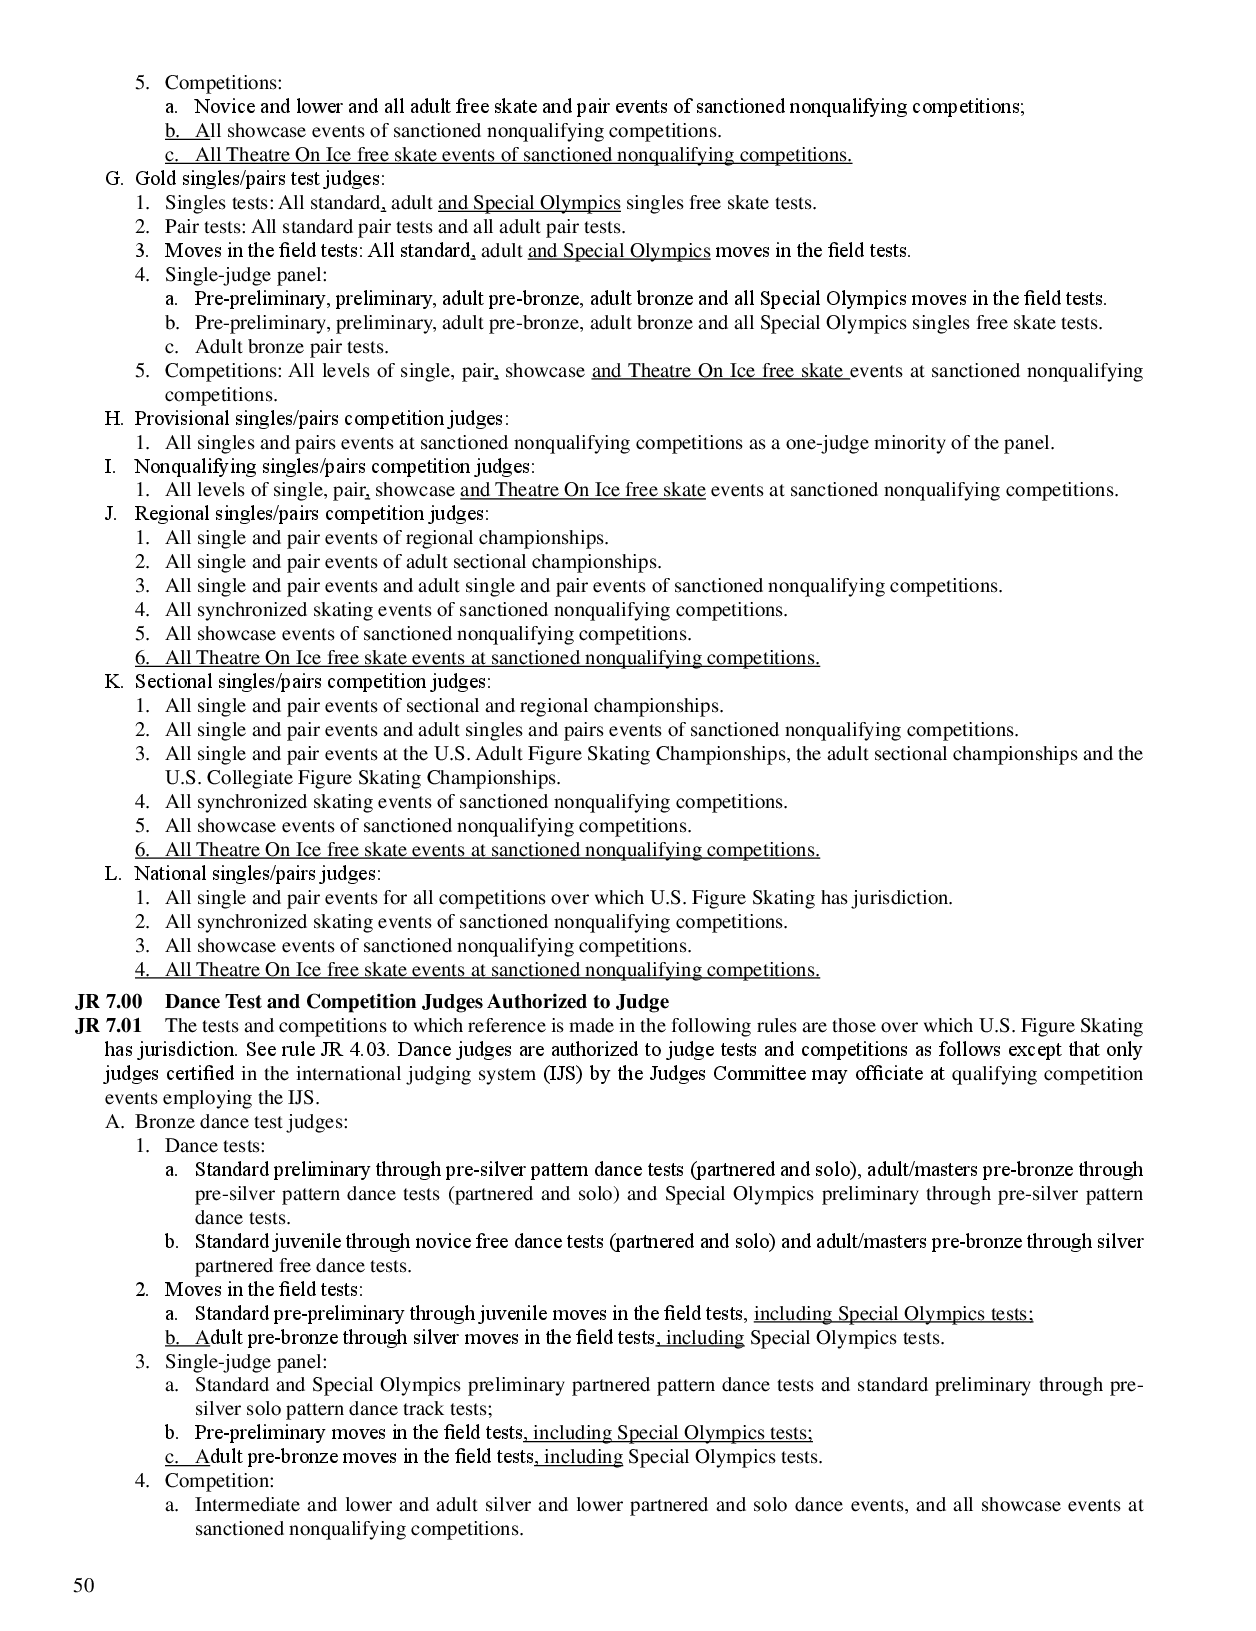 5. Competitions:
a. Novice and lower and all adult free skate and pair events of sanctioned nonqualifying competitions;
b. All showcase events of sanctioned nonqualifying competitions.
c. All Theatre On Ice free skate events of sanctioned nonqualifying competitions.
G. Gold singles/pairs test judges:
1. Singles tests: All standard, adult and Special Olympics singles free skate tests.
2. Pair tests: All standard pair tests and all adult pair tests.
3. Moves in the field tests: All standard, adult and Special Olympics moves in the field tests.
4. Single-judge panel:
a. Pre-preliminary, preliminary, adult pre-bronze, adult bronze and all Special Olympics moves in the field tests.
b. Pre-preliminary, preliminary, adult pre-bronze, adult bronze and all Special Olympics singles free skate tests.
c. Adult bronze pair tests.
5. Competitions: All levels of single, pair, showcase and Theatre On Ice free skate events at sanctioned nonqualifying
competitions.
H. Provisional singles/pairs competition judges:
1. All singles and pairs events at sanctioned nonqualifying competitions as a one-judge minority of the panel.
I. Nonqualifying singles/pairs competition judges:
1. All levels of single, pair, showcase and Theatre On Ice free skate events at sanctioned nonqualifying competitions.
J. Regional singles/pairs competition judges:
1. All single and pair events of regional championships.
2. All single and pair events of adult sectional championships.
3. All single and pair events and adult single and pair events of sanctioned nonqualifying competitions.
4. All synchronized skating events of sanctioned nonqualifying competitions.
5. All showcase events of sanctioned nonqualifying competitions.
6. All Theatre On Ice free skate events at sanctioned nonqualifying competitions.
K. Sectional singles/pairs competition judges:
1. All single and pair events of sectional and regional championships.
2. All single and pair events and adult singles and pairs events of sanctioned nonqualifying competitions.
3. All single and pair events at the U.S. Adult Figure Skating Championships, the adult sectional championships and the
U.S. Collegiate Figure Skating Championships.
4. All synchronized skating events of sanctioned nonqualifying competitions.
5. All showcase events of sanctioned nonqualifying competitions.
6. All Theatre On Ice free skate events at sanctioned nonqualifying competitions.
L. National singles/pairs judges:
1. All single and pair events for all competitions over which U.S. Figure Skating has jurisdiction.
2. All synchronized skating events of sanctioned nonqualifying competitions.
3. All showcase events of sanctioned nonqualifying competitions.
4. All Theatre On Ice free skate events at sanctioned nonqualifying competitions.
JR 7.00 Dance Test and Competition Judges Authorized to Judge
JR 7.01 The tests and competitions to which reference is made in the following rules are those over which U.S. Figure Skating
has jurisdiction. See rule JR 4.03. Dance judges are authorized to judge tests and competitions as follows except that only
judges certified in the international judging system (IJS) by the Judges Committee may officiate at qualifying competition
events employing the IJS.
A. Bronze dance test judges:
1. Dance tests:
a. Standard preliminary through pre-silver pattern dance tests (partnered and solo), adult/masters pre-bronze through
pre-silver pattern dance tests (partnered and solo) and Special Olympics preliminary through pre-silver pattern
dance tests.
b. Standard juvenile through novice free dance tests (partnered and solo) and adult/masters pre-bronze through silver
partnered free dance tests.
2. Moves in the field tests:
a. Standard pre-preliminary through juvenile moves in the field tests, including Special Olympics tests;
b. Adult pre-bronze through silver moves in the field tests, including Special Olympics tests.
3. Single-judge panel:
a. Standard and Special Olympics preliminary partnered pattern dance tests and standard preliminary through pre-
silver solo pattern dance track tests;
b. Pre-preliminary moves in the field tests, including Special Olympics tests;
c. Adult pre-bronze moves in the field tests, including Special Olympics tests.
4. Competition:
a. Intermediate and lower and adult silver and lower partnered and solo dance events, and all showcase events at
sanctioned nonqualifying competitions.
50